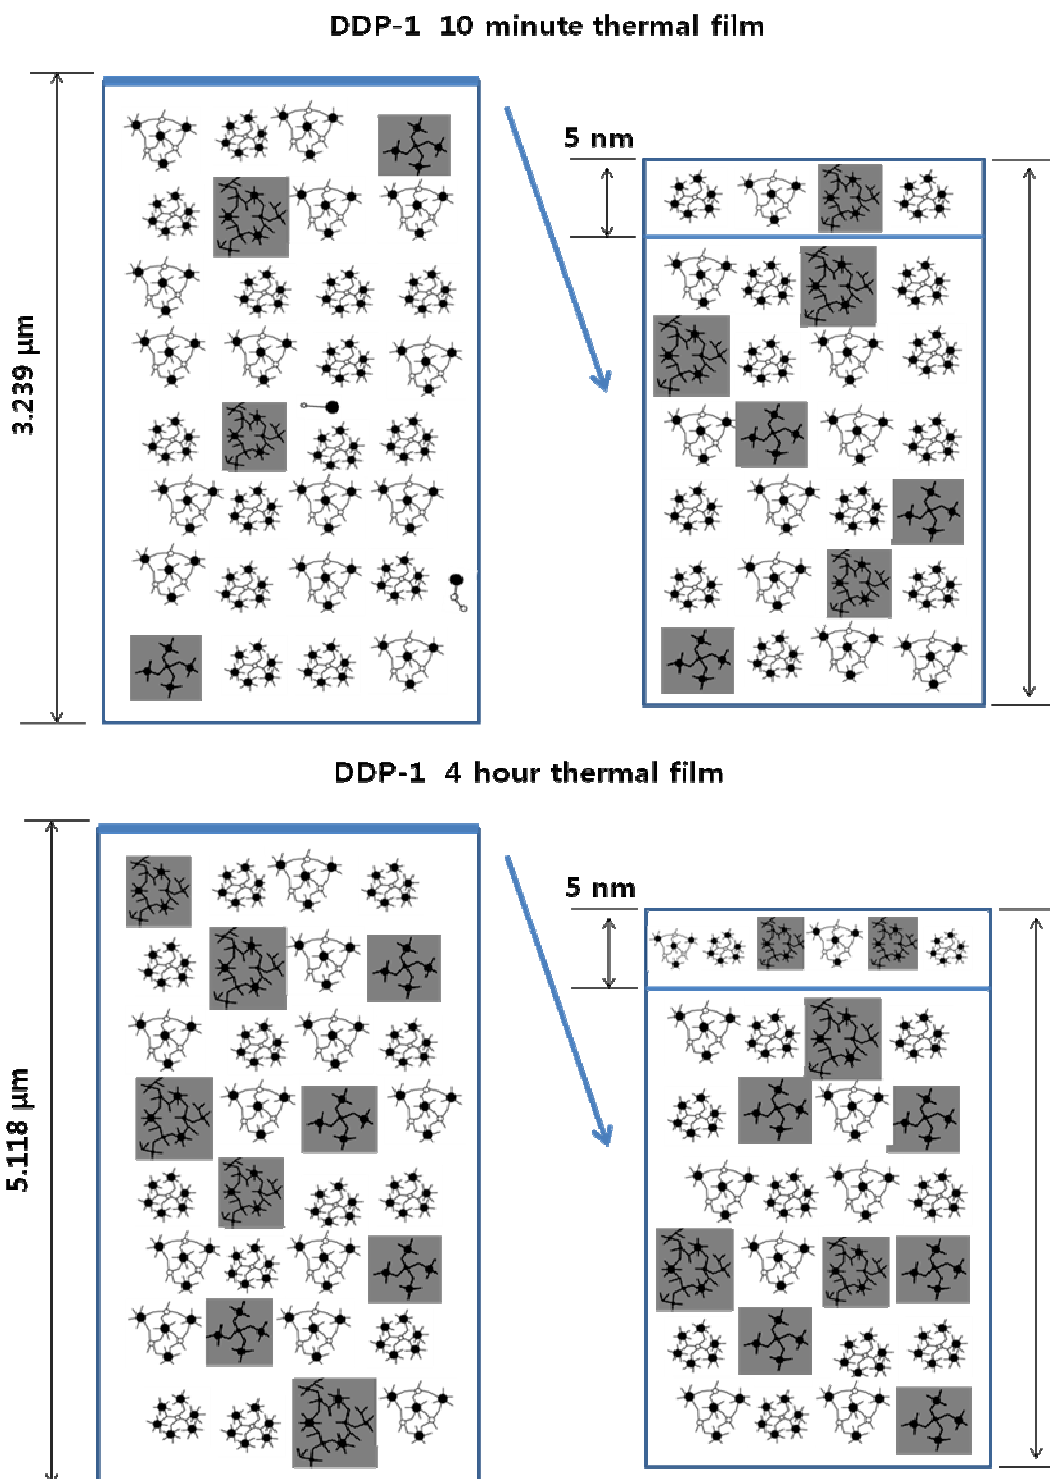 DDP-1 10 minute thermal film
5 nm
3.239 μm
DDP-1 4 hour thermal film
5 nm
5.118 μm